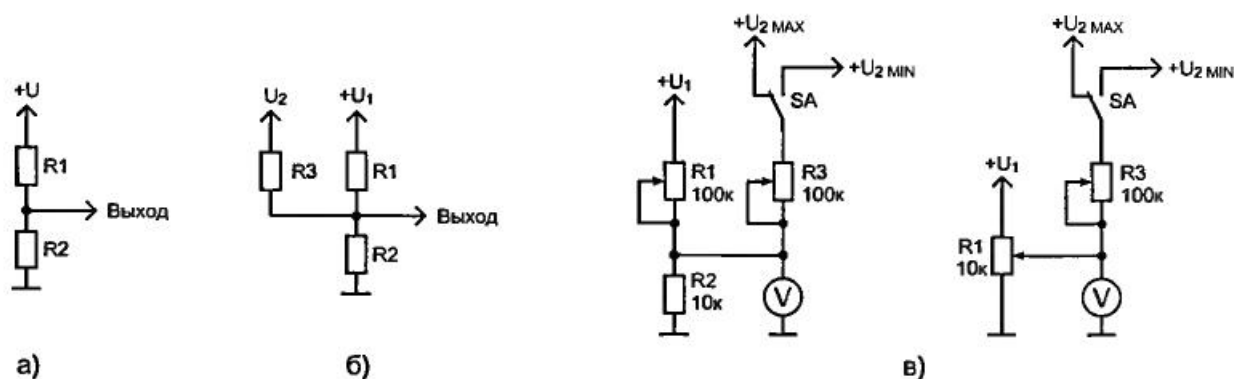 +U
R1
Выход
R2
а)
U2
+U1
R3
R1
Выход
R2
б)
+U2 MAX
+U2 MIN
SA
+U1
R1
100к
R3
100к
R2
10к
V
+U2 MAX
+U2 MIN
SA
R3
100к
+U1
R1
10к
V
в)